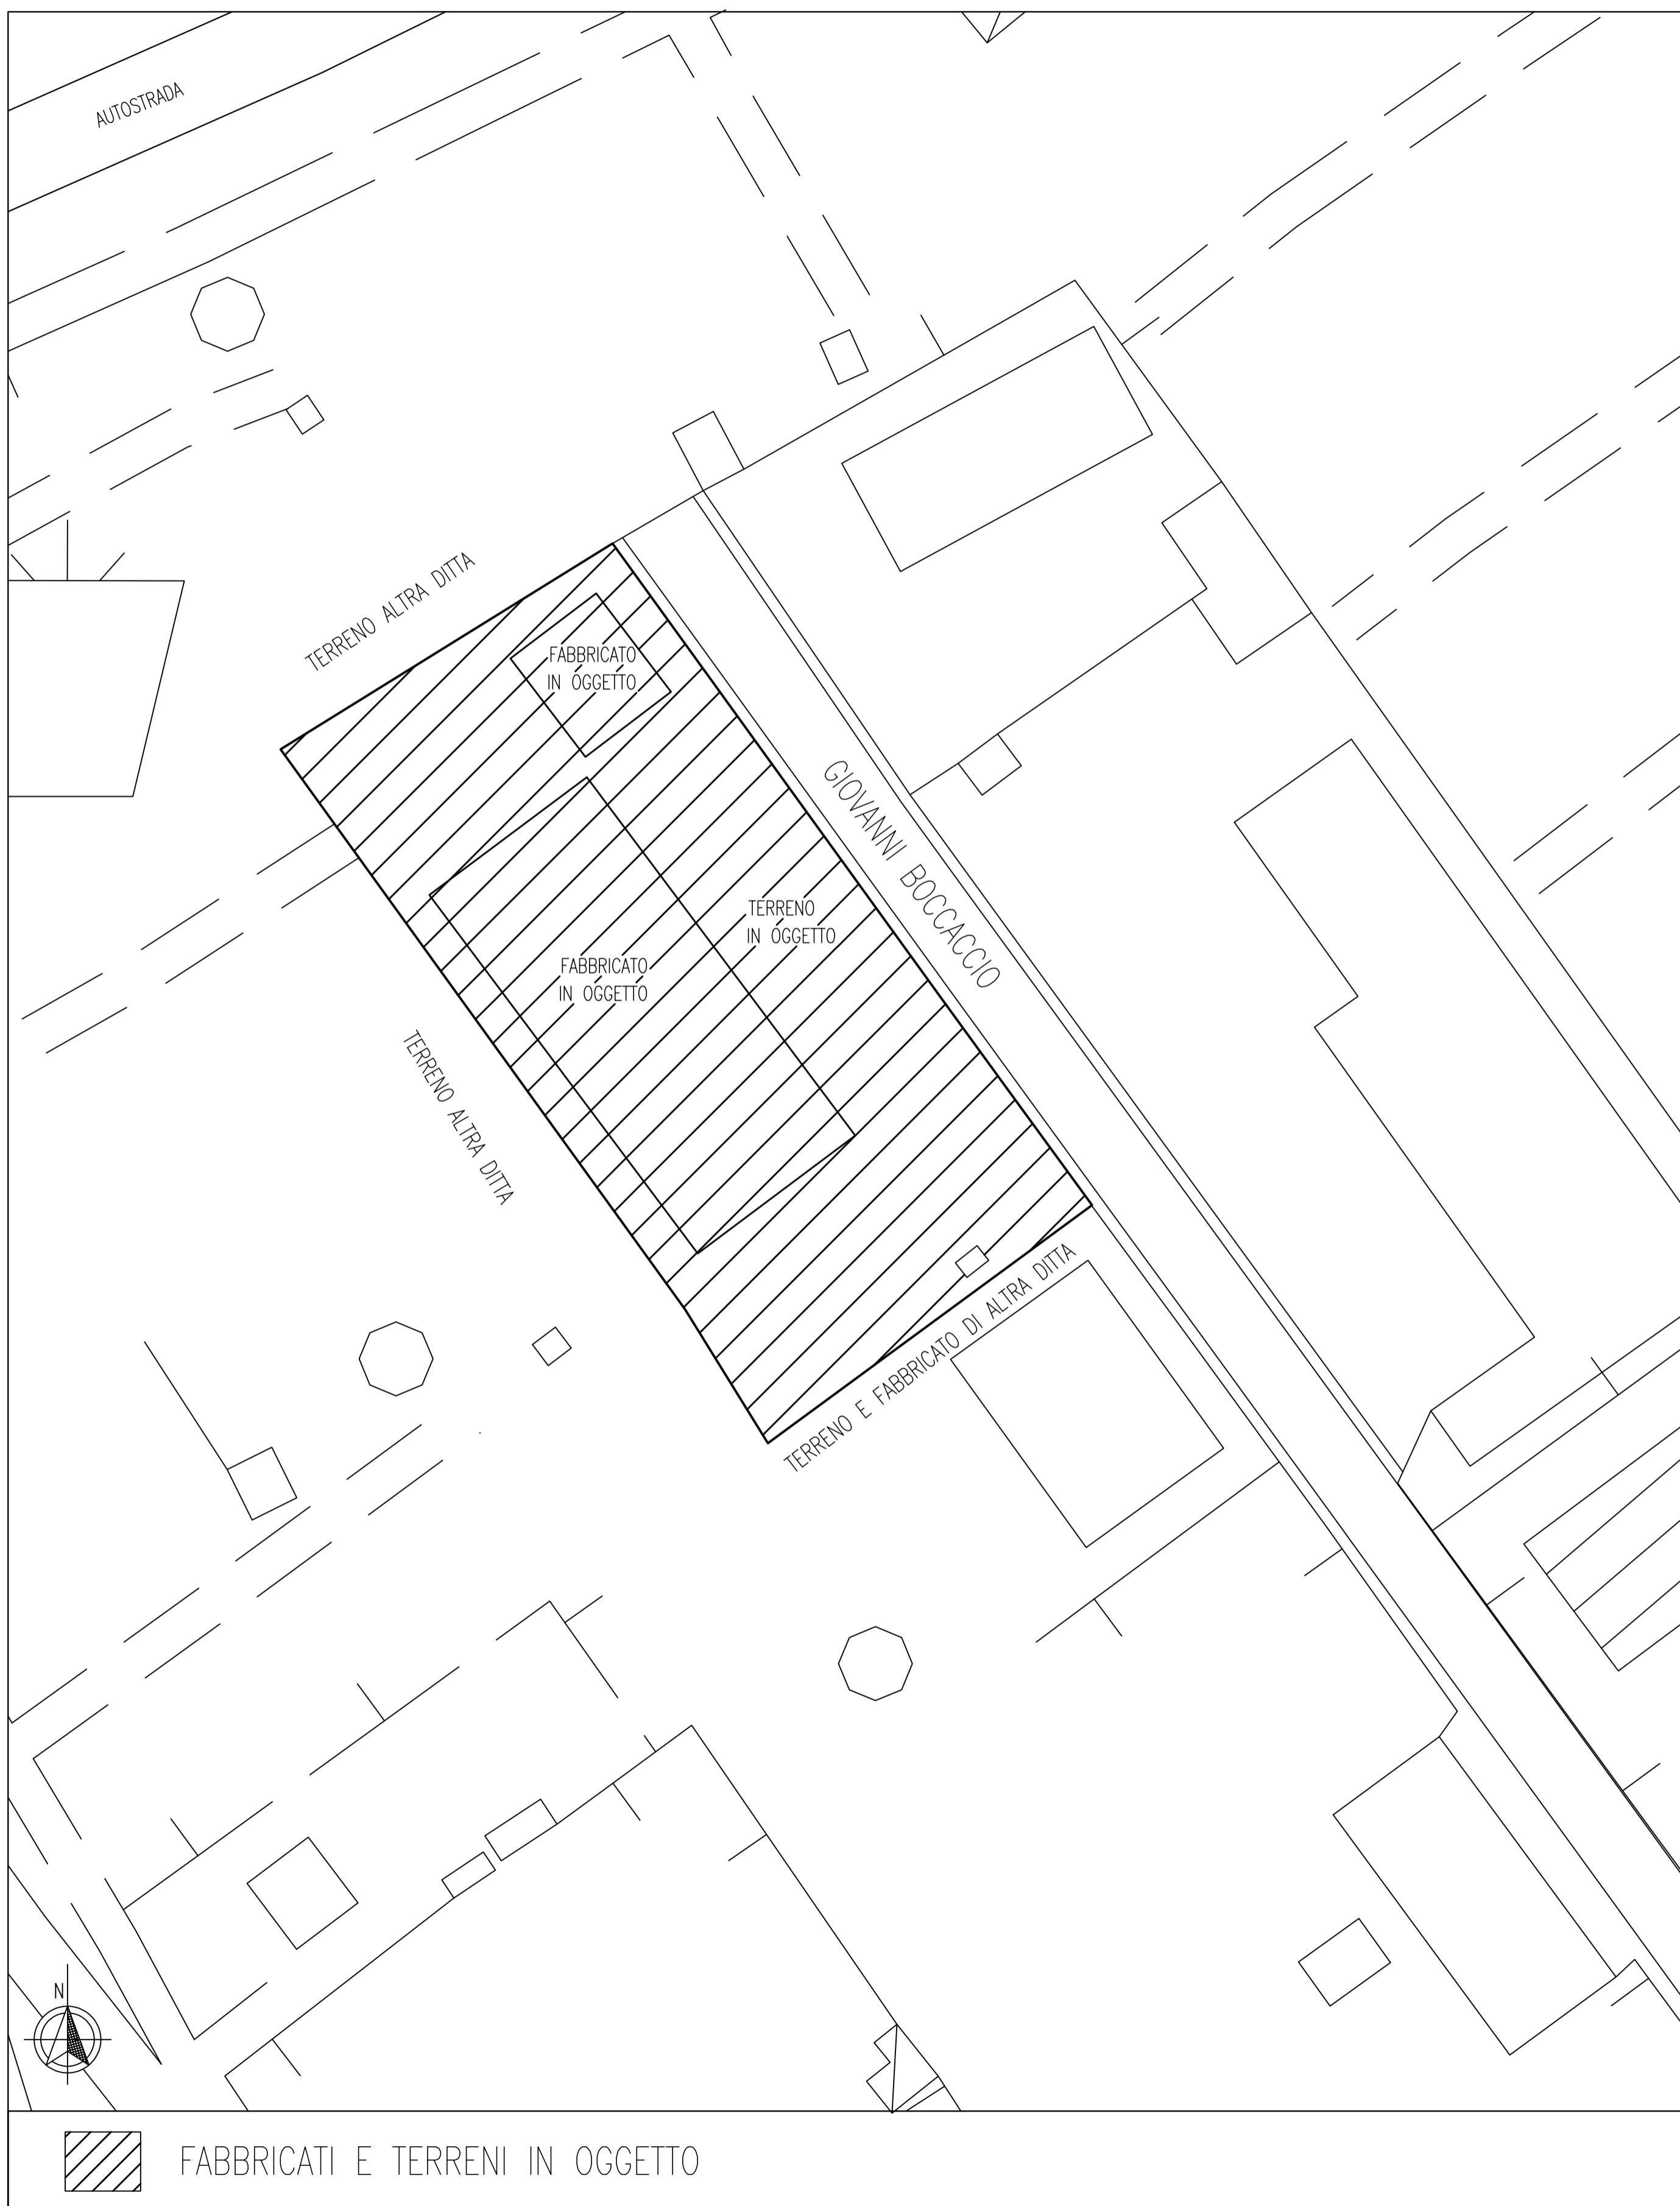 AUTOSTRADA
TERRENO ALTRA DITTA
FABBRICATO
IN OGGETTO
GIOVANNI BOCCACCIO
TERRENO
IN OGGETTO
FABBRICATO
IN OGGETTO
TERRENO ALTRA DITTA
TERRENO E FABBRICATO DI ALTRA DITTA
N
FABBRICATI E TERRENI IN OGGETTO